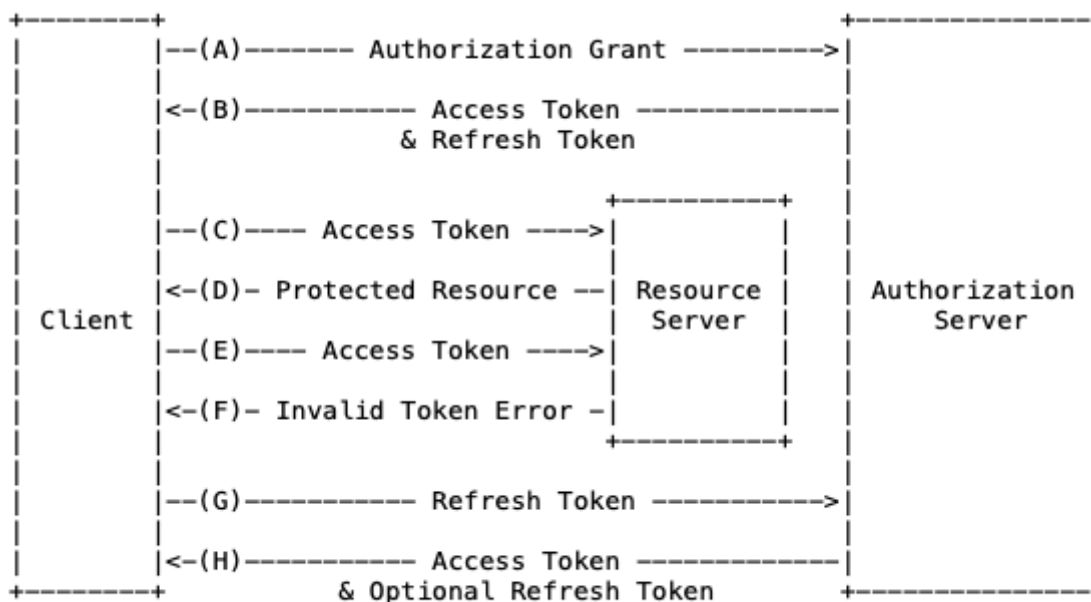 +--------+                                           +---------------
|        |--(A)------- Authorization Grant --------->|
|        |                                           |
|        |<-(B)----------- Access Token -------------|
|        |               & Refresh Token             |
|        |                                           |
|        |                            +----------+   |
|        |--(C)---- Access Token ---->|          |   |
|        |                            |          |   |
|        |<-(D)- Protected Resource --| Resource |   | Authorization
| Client |                            |  Server  |   |     Server
|        |--(E)---- Access Token ---->|          |   |
|        |                            |          |   |
|        |<-(F)- Invalid Token Error -|          |   |
|        |                            +----------+   |
|        |                                           |
|        |--(G)----------- Refresh Token ----------->|
|        |                                           |
|        |<-(H)----------- Access Token -------------|
+--------+           & Optional Refresh Token        +---------------